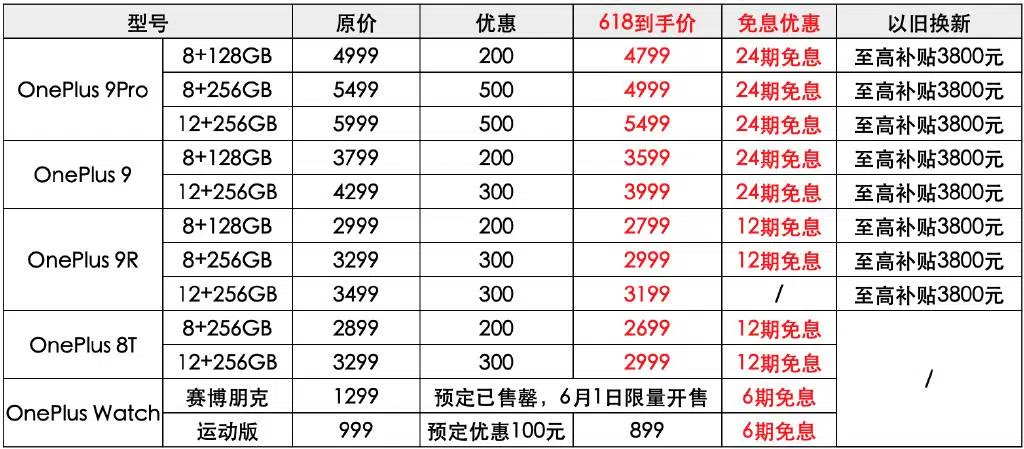 型号 原价 优惠 618到手价 免息优惠 以旧换新
OnePlus 9Pro 8+128GB 4999 200 4799 24期免息 至高补贴3800元
8+256GB 5499 500 4999 24期免息 至高补贴3800元
12+256GB 5999 500 5499 24期免息 至高补贴3800元
OnePlus 9 8+128GB 3799 200 3599 24期免息 至高补贴3800元
12+256GB 4299 300 3999 24期免息 至高补贴3800元
OnePlus 9R 8+128GB 2999 200 2799 12期免息 至高补贴3800元
8+256GB 3299 300 2999 12期免息 至高补贴3800元
12+256GB 3499 300 3199 / 至高补贴3800元
OnePlus 8T 8+256GB 2899 200 2699 12期免息 /
12+256GB 3299 300 2999 12期免息
OnePlus Watch 赛博朋克 1299 预定已售罄，6月1日限量开售 6期免息
运动版 999 预定优惠100元 899 6期免息